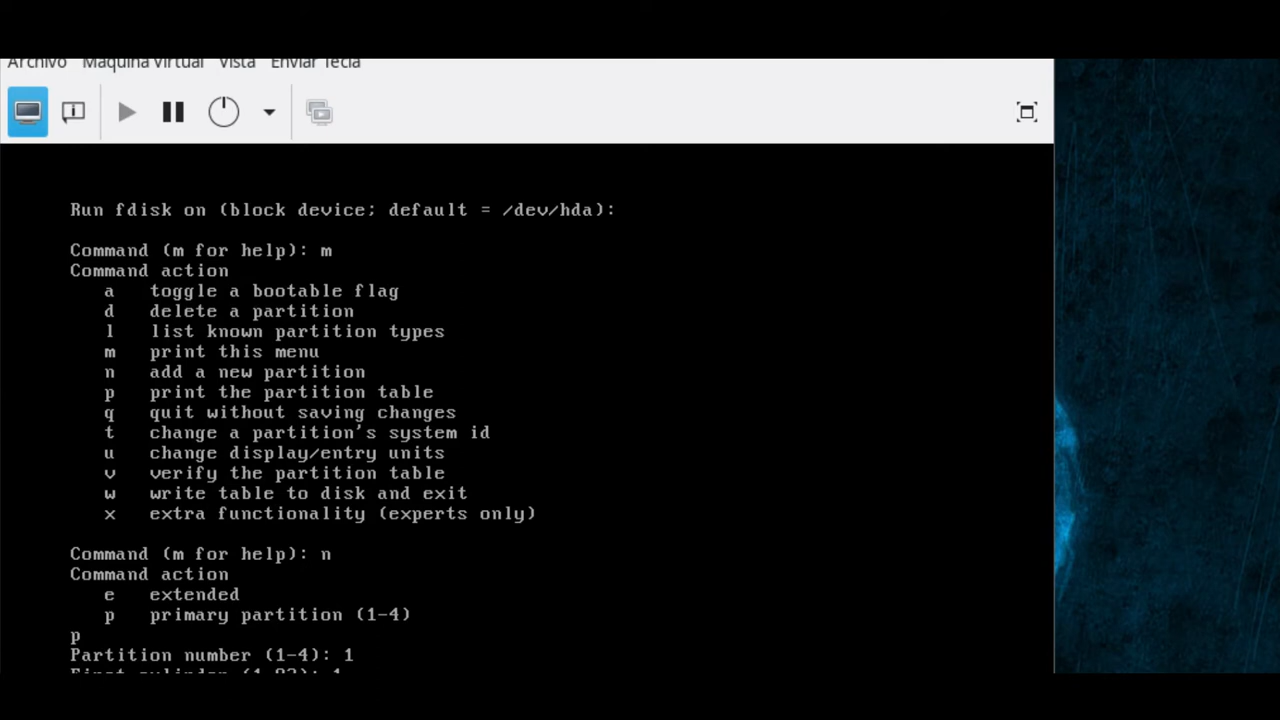 Archivo Máquina Virtual Vista Enviar Tecla
Run fdisk on (block device; default = /dev/hda):
Command (m for help): m
Command action
a toggle a bootable flag
d delete a partition
l list known partition types
m print this menu
n add a new partition
p print the partition table
q quit without saving changes
t change a partition's system id
u change display/entry units
v verify the partition table
w write table to disk and exit
x extra functionality (experts only)
Command (m for help): n
Command action
e extended
p primary partition (1-4)
p
Partition number (1-4): 1
First cylinder